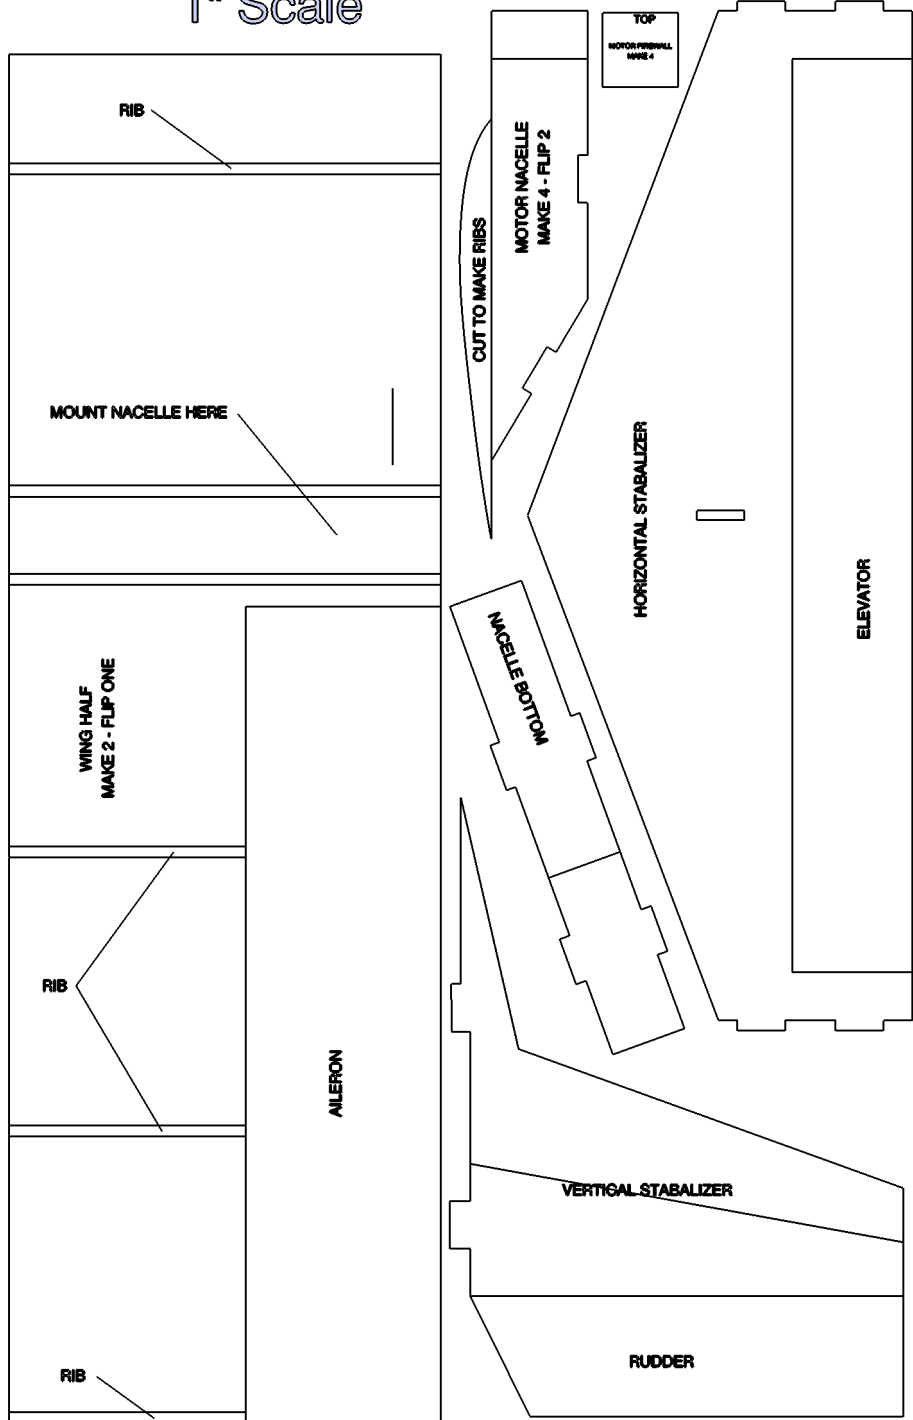 1" Scale
RIB
MOUNT NACELLE HERE
WING HALF
MAKE 2 - FLIP ONE
RIB
AILERON
RIB
CUT TO MAKE RIBS
MOTOR NACELLE
MAKE 4 - FLIP 2
TOP
MOTOR FIREWALL
MAKE 4
HORIZONTAL STABALIZER
ELEVATOR
NACELLE BOTTOM
VERTICAL STABALIZER
RUDDER